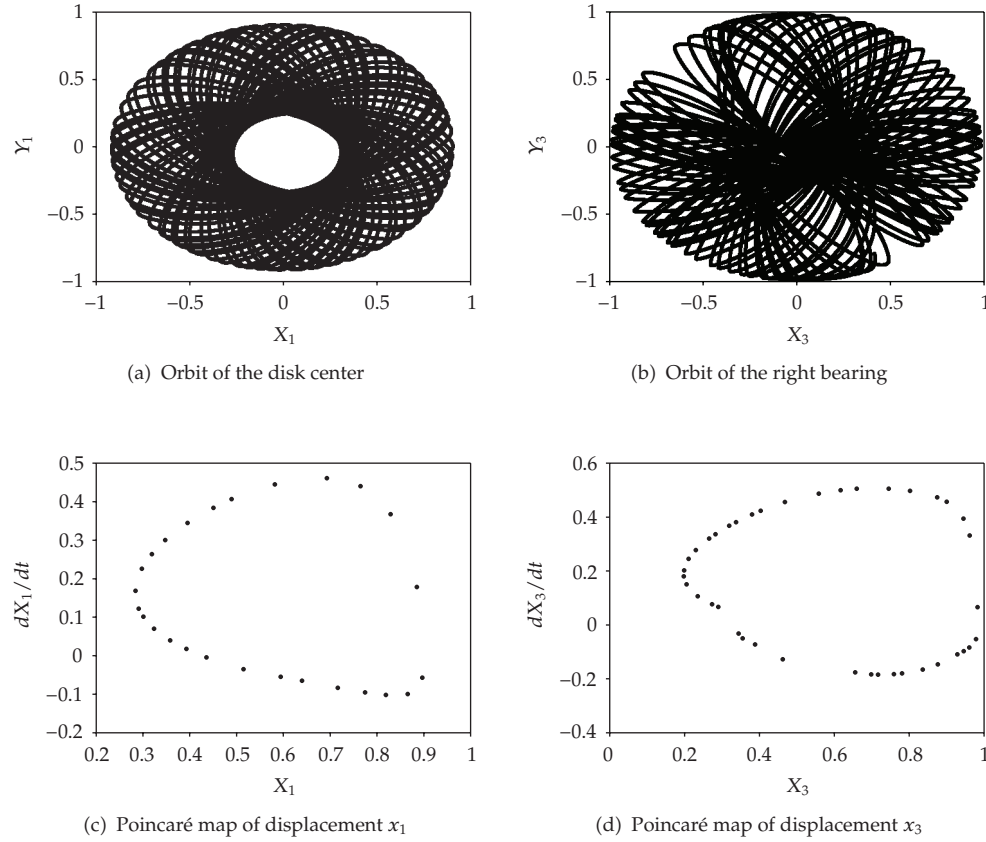 1
0.5
0
−0.5
−1
Y1
−1 −0.5 0 0.5 1
X1
(a) Orbit of the disk center
1
0.5
0
−0.5
−1
Y3
−1 −0.5 0 0.5 1
X3
(b) Orbit of the right bearing
0.5
0.4
0.3
0.2
0.1
0
−0.1
−0.2
dX1/dt
0.2 0.3 0.4 0.5 0.6 0.7 0.8 0.9 1
X1
(c) Poincaré map of displacement x1
0.6
0.4
0.2
0
−0.2
−0.4
dX3/dt
0 0.2 0.4 0.6 0.8 1
X3
(d) Poincaré map of displacement x3